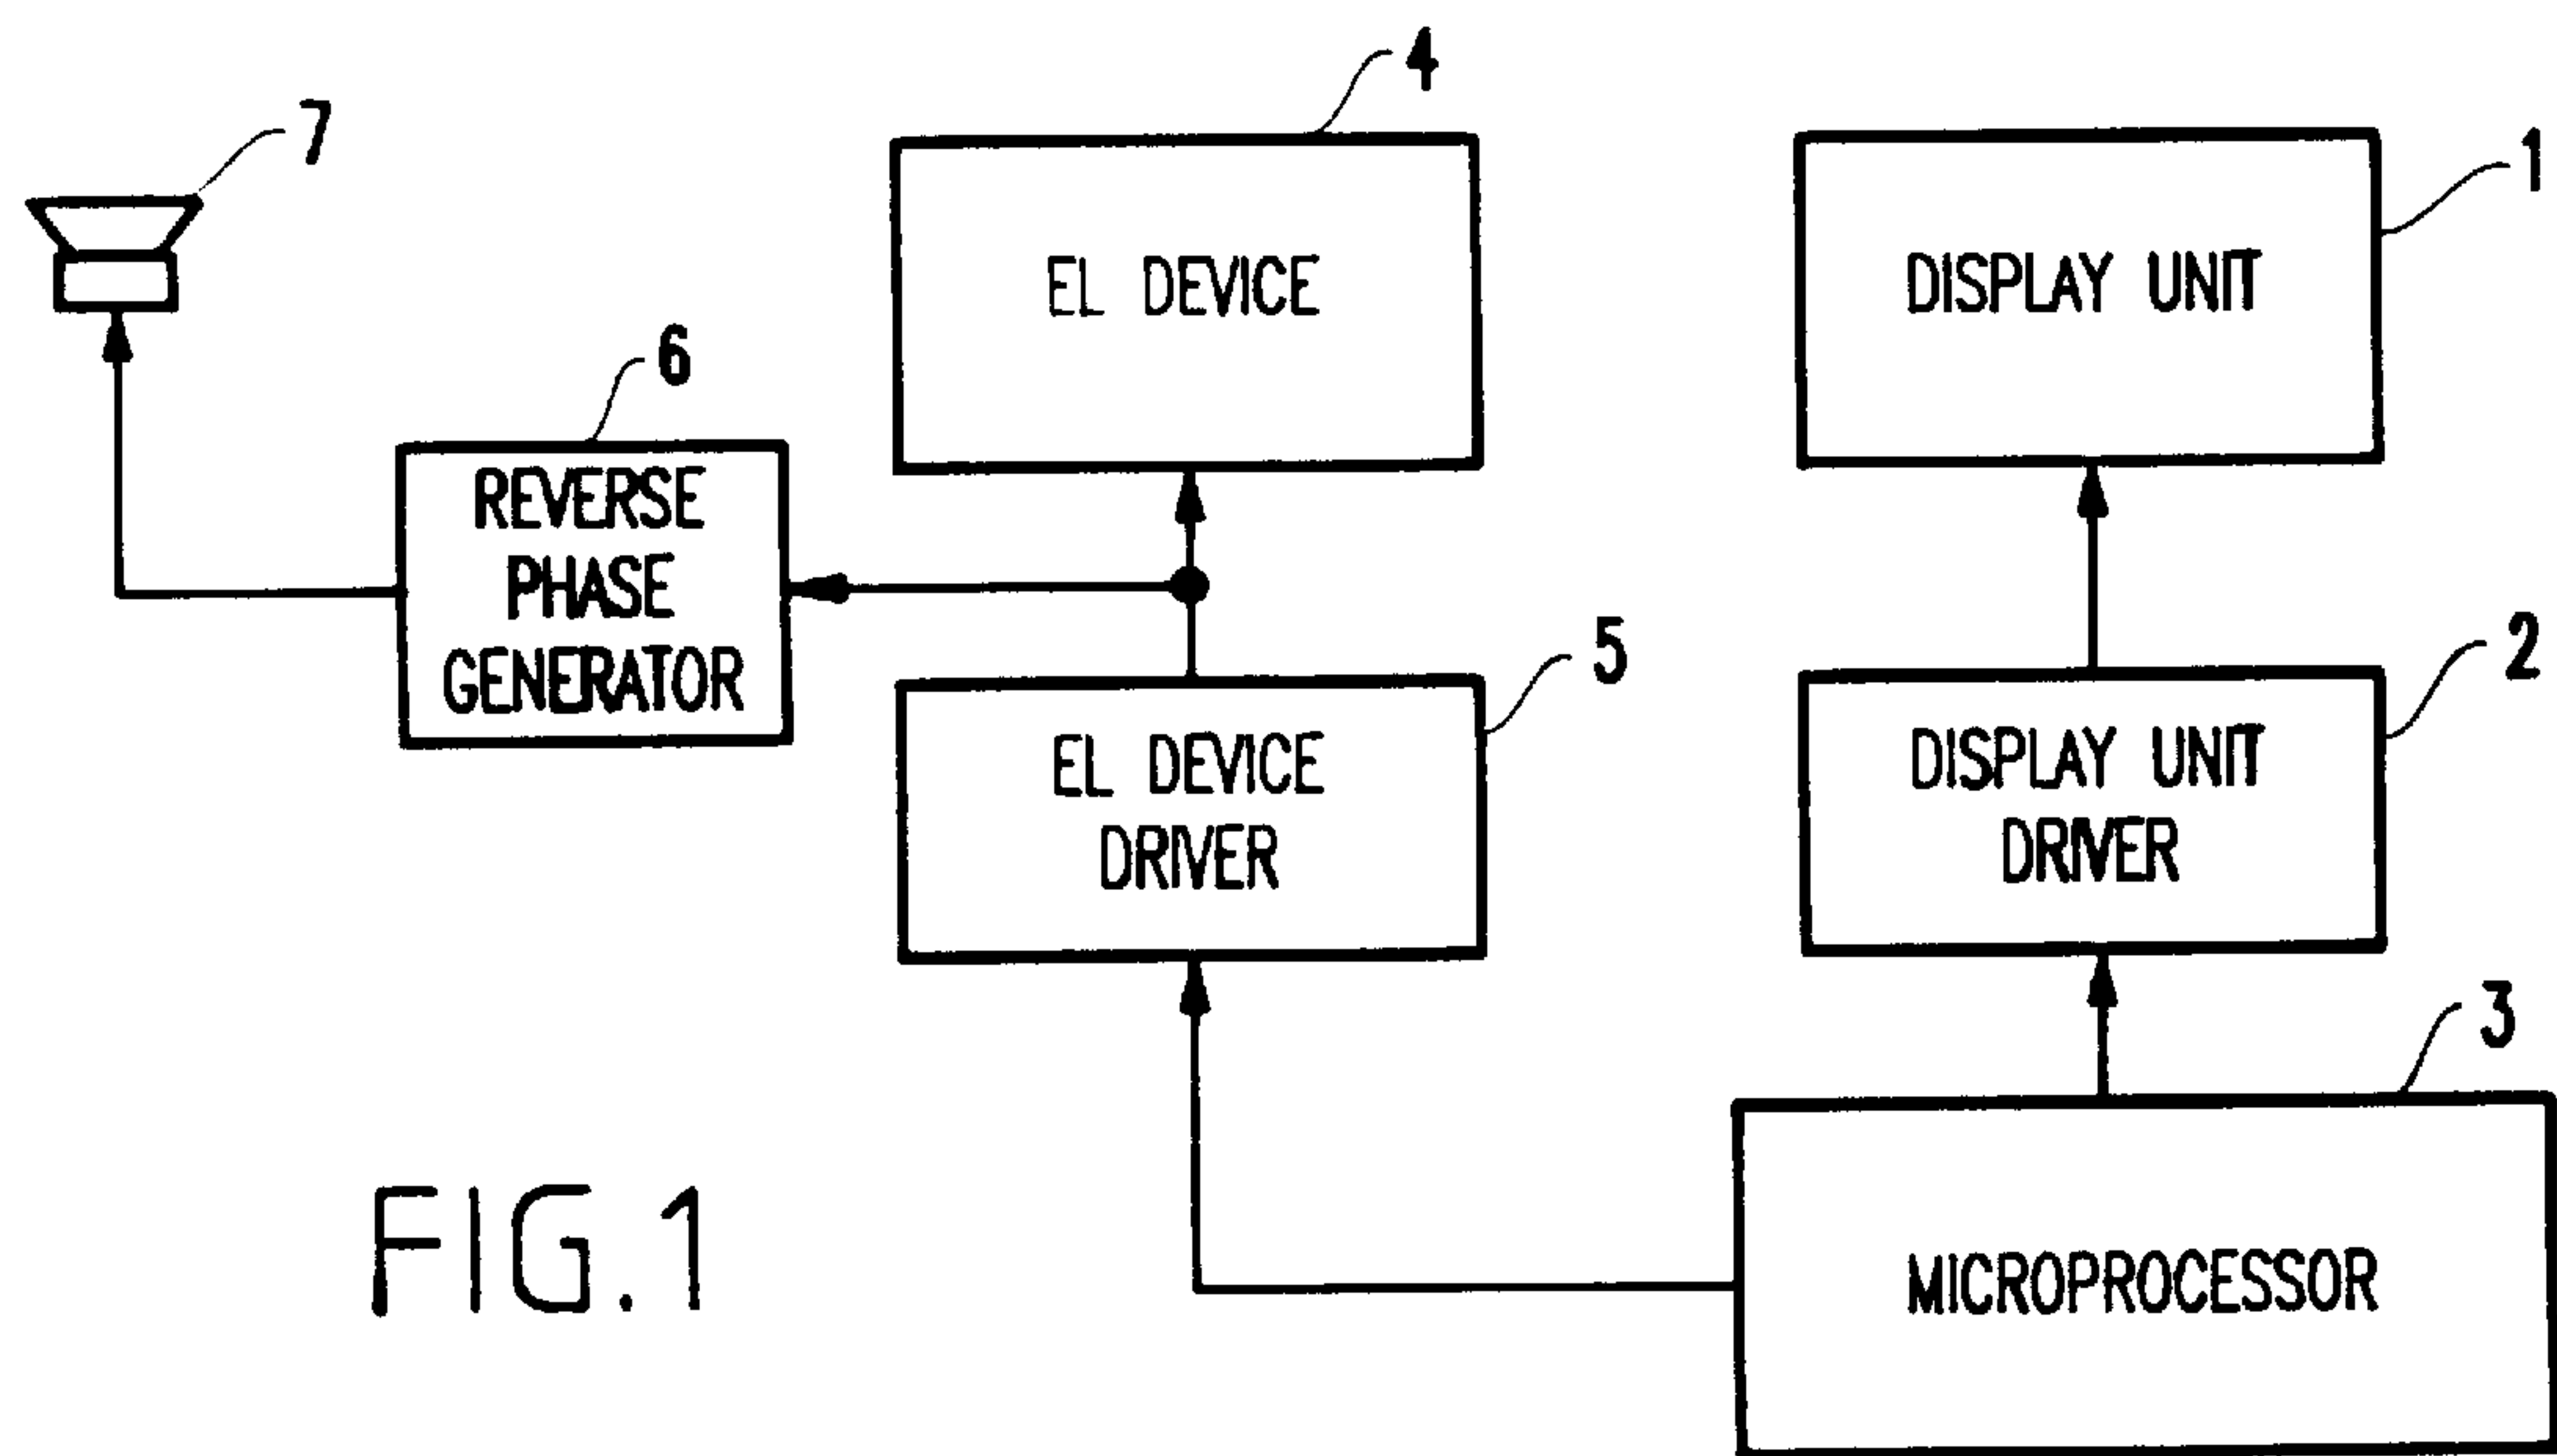 4
7
1
EL DEVICE
DISPLAY UNIT
6
REVERSE
PHASE
GENERATOR
5
2
EL DEVICE
DRIVER
DISPLAY UNIT
DRIVER
3
MICROPROCESSOR
FIG.1